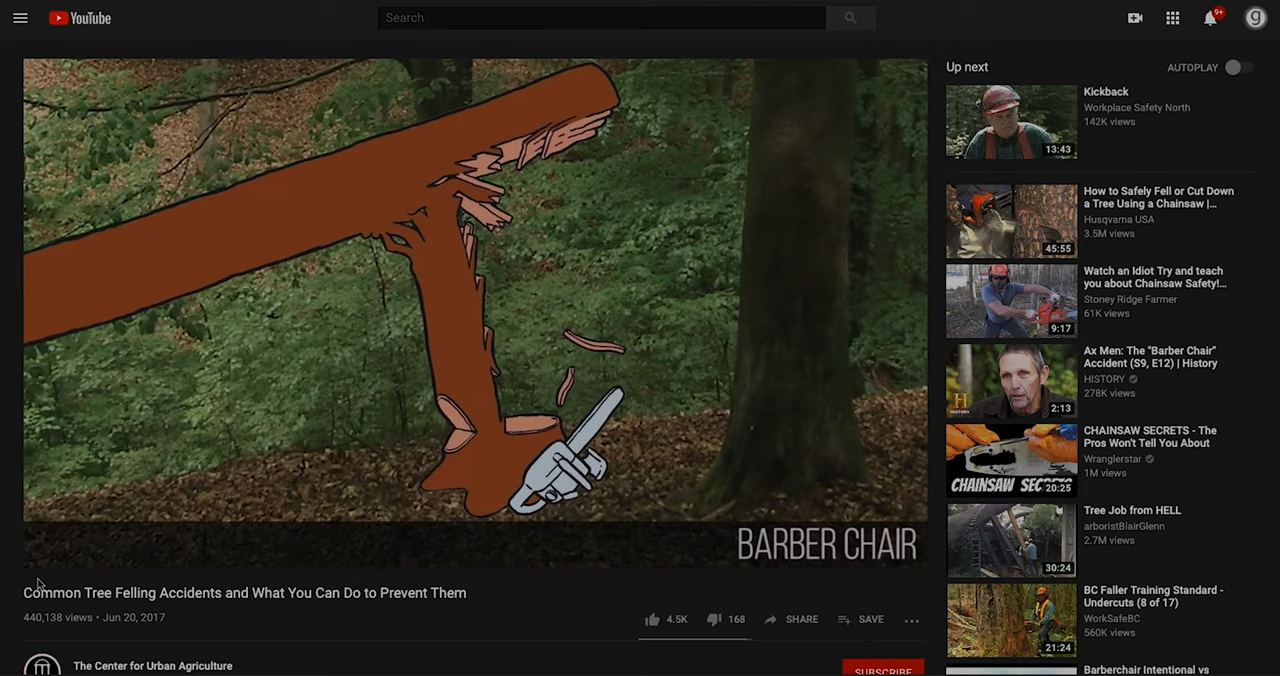 YouTube
Search
9+
g
BARBER CHAIR
Common Tree Felling Accidents and What You Can Do to Prevent Them
440,138 views • Jun 20, 2017
4.5K
168
SHARE
SAVE
The Center for Urban Agriculture
SUBSCRIBE
Up next
AUTOPLAY
13:43
Kickback
Workplace Safety North
142K views
45:55
How to Safely Fell or Cut Down
a Tree Using a Chainsaw |...
Husqvarna USA
3.5M views
9:17
Watch an Idiot Try and teach
you about Chainsaw Safety!...
Stoney Ridge Farmer
61K views
H
HISTORY
2:13
Ax Men: The "Barber Chair"
Accident (S9, E12) | History
HISTORY
278K views
CHAINSAW SEC
20:25
CHAINSAW SECRETS - The
Pros Won't Tell You About
Wranglerstar
1M views
30:24
Tree Job from HELL
arboristBlairGlenn
2.7M views
21:24
BC Faller Training Standard -
Undercuts (8 of 17)
WorkSafeBC
560K views
Barberchair Intentional vs